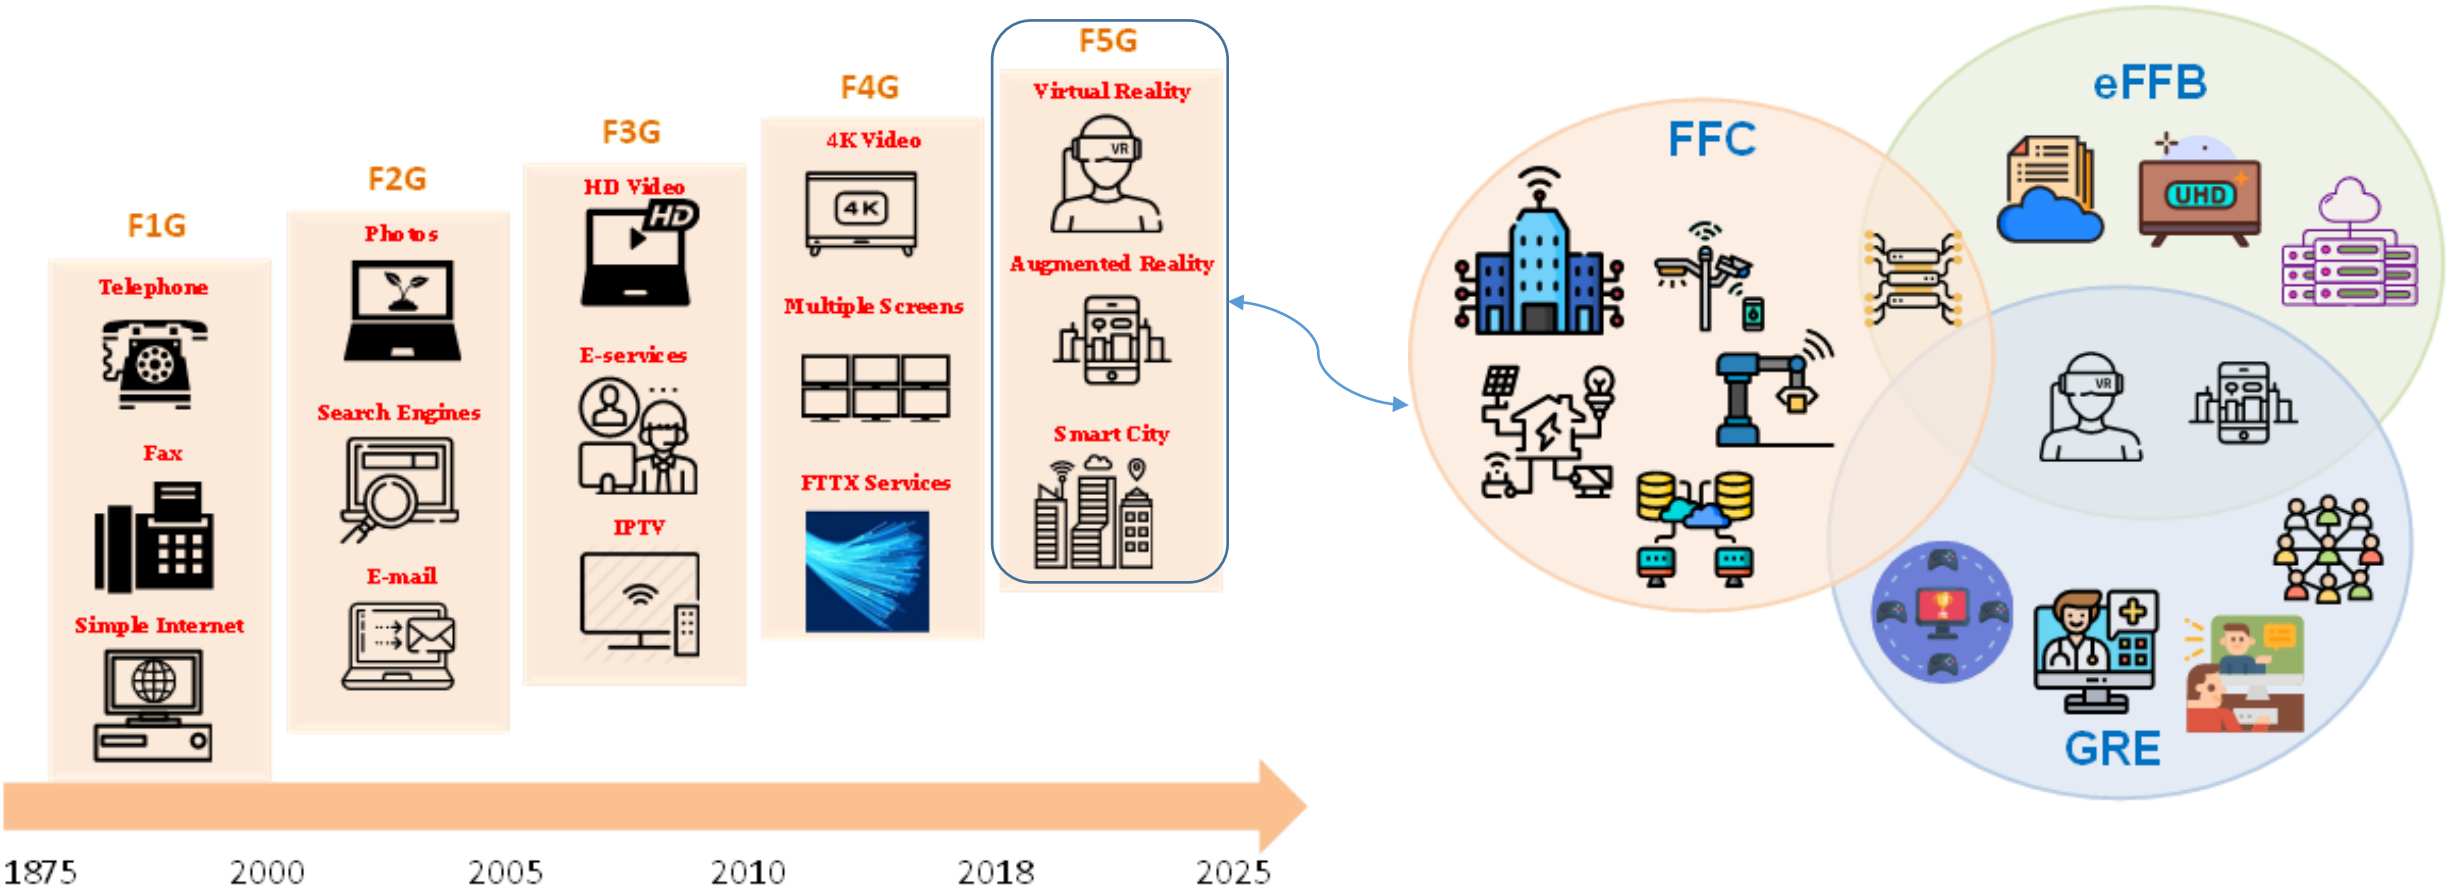 F1G
Telephone
Fax
Simple Internet
F2G
Photos
Search Engines
E-mail
F3G
HD Video
HD
E-services
IPTV
F4G
4K Video
4K
Multiple Screens
FTTX Services
F5G
Virtual Reality
VR
Augmented Reality
Smart City
1875
2000
2005
2010
2018
2025
FFC
eFFB
UHD
VR
GRE